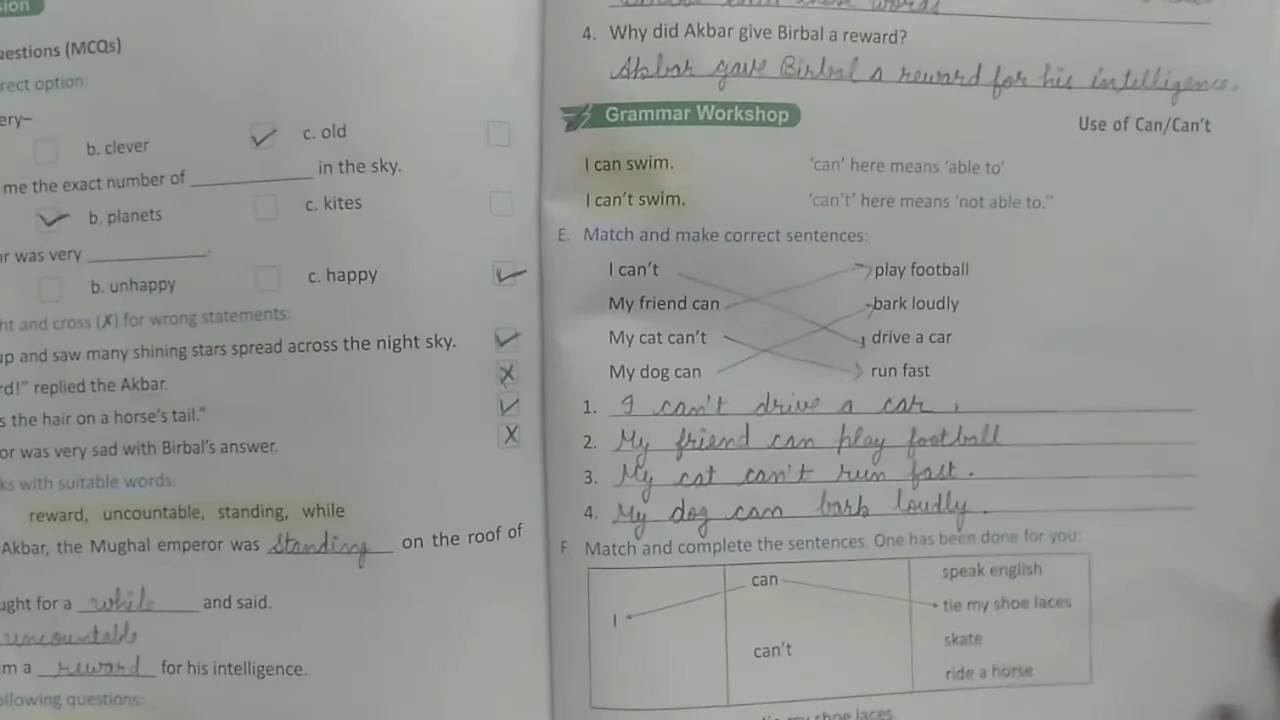 uestions (MCQs)
rect option:
ery–
b. clever
c. old
me the exact number of ____________ in the sky.
b. planets
c. kites
or was very ____________.
b. unhappy
c. happy
ht and cross (✗) for wrong statements:
up and saw many shining stars spread across the night sky.
rd!" replied the Akbar.
s the hair on a horse's tail."
or was very sad with Birbal's answer.
ks with suitable words:
reward, uncountable, standing, while
Akbar, the Mughal emperor was standing on the roof of
ught for a while and said.
uncountable
m a reward for his intelligence.
ollowing questions:
4. Why did Akbar give Birbal a reward?
Akbar gave Birbal a reward for his intelligence.
Grammar Workshop
Use of Can/Can't
I can swim. 'can' here means 'able to'
I can't swim. 'can't' here means 'not able to.''
E. Match and make correct sentences:
I can't play football
My friend can bark loudly
My cat can't drive a car
My dog can run fast
1. I can't drive a car.
2. My friend can play football
3. My cat can't run fast.
4. My dog can bark loudly.
F. Match and complete the sentences. One has been done for you:
I
can
can't
speak english
tie my shoe laces
skate
ride a horse
shoe laces